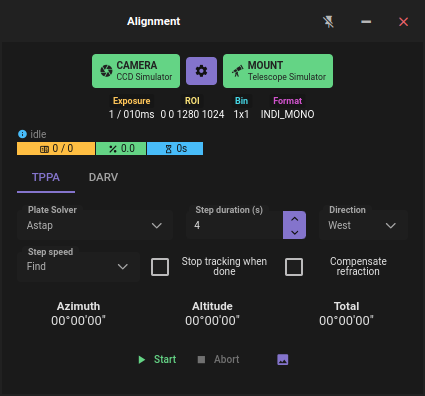 Alignment
CAMERA
CCD Simulator
MOUNT
Telescope Simulator
Exposure ROI Bin Format
1 / 010ms 0 0 1280 1024 1x1 INDI_MONO
idle
0 / 0 0.0 0s
TPPA DARV
Plate Solver
Astap
Step duration (s)
4
Direction
West
Step speed
Find
Stop tracking when
done
Compensate
refraction
Azimuth Altitude Total
00°00'00" 00°00'00" 00°00'00"
Start Abort